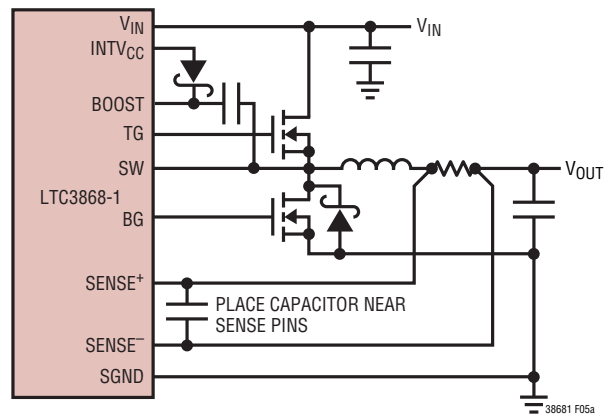 VIN
VIN
INTVCC
BOOST
TG
SW
VOUT
LTC3868-1
BG
SENSE+
PLACE CAPACITOR NEAR
SENSE PINS
SENSE–
SGND
38681 F05a